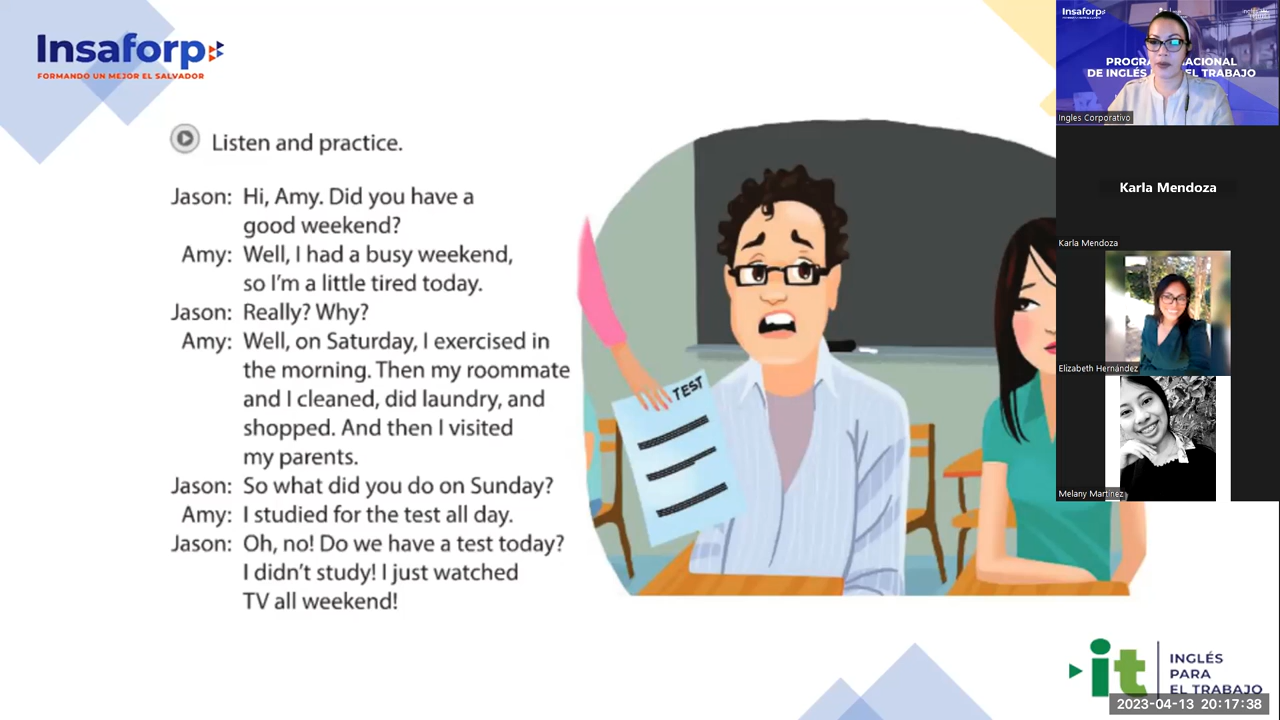 Insaforp
FORMANDO UN MEJOR EL SALVADOR
Listen and practice.
Jason: Hi, Amy. Did you have a
good weekend?
Amy: Well, I had a busy weekend,
so I'm a little tired today.
Jason: Really? Why?
Amy: Well, on Saturday, I exercised in
the morning. Then my roommate
and I cleaned, did laundry, and
shopped. And then I visited
my parents.
Jason: So what did you do on Sunday?
Amy: I studied for the test all day.
Jason: Oh, no! Do we have a test today?
I didn't study! I just watched
TV all weekend!
TEST
Insaforp
DE INGLÉS
EL TRABAJO
Ingles Corporativo
Karla Mendoza
Karla Mendoza
Elizabeth Hernández
Melany Martinez
it
INGLÉS
PARA
EL TRABAJO
2023-04-13 20:17:38